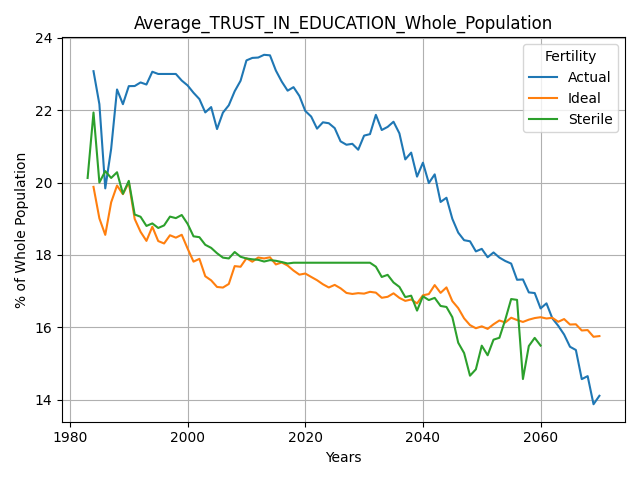 Average_TRUST_IN_EDUCATION_Whole_Population
% of Whole Population
24
22
20
18
16
14
Fertility
Actual
Ideal
Sterile
1980
2000
2020
2040
2060
Years